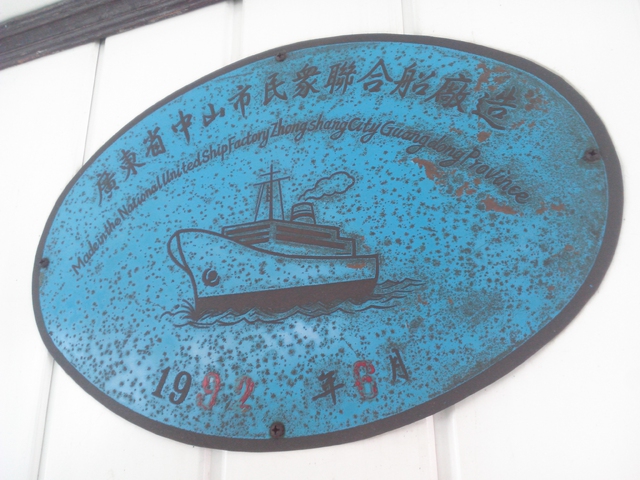 廣東省中山市民衆聯合船廠造
Made in the National United Ship Factory Zhongshang City Guangdong Province
1992 年 6 月